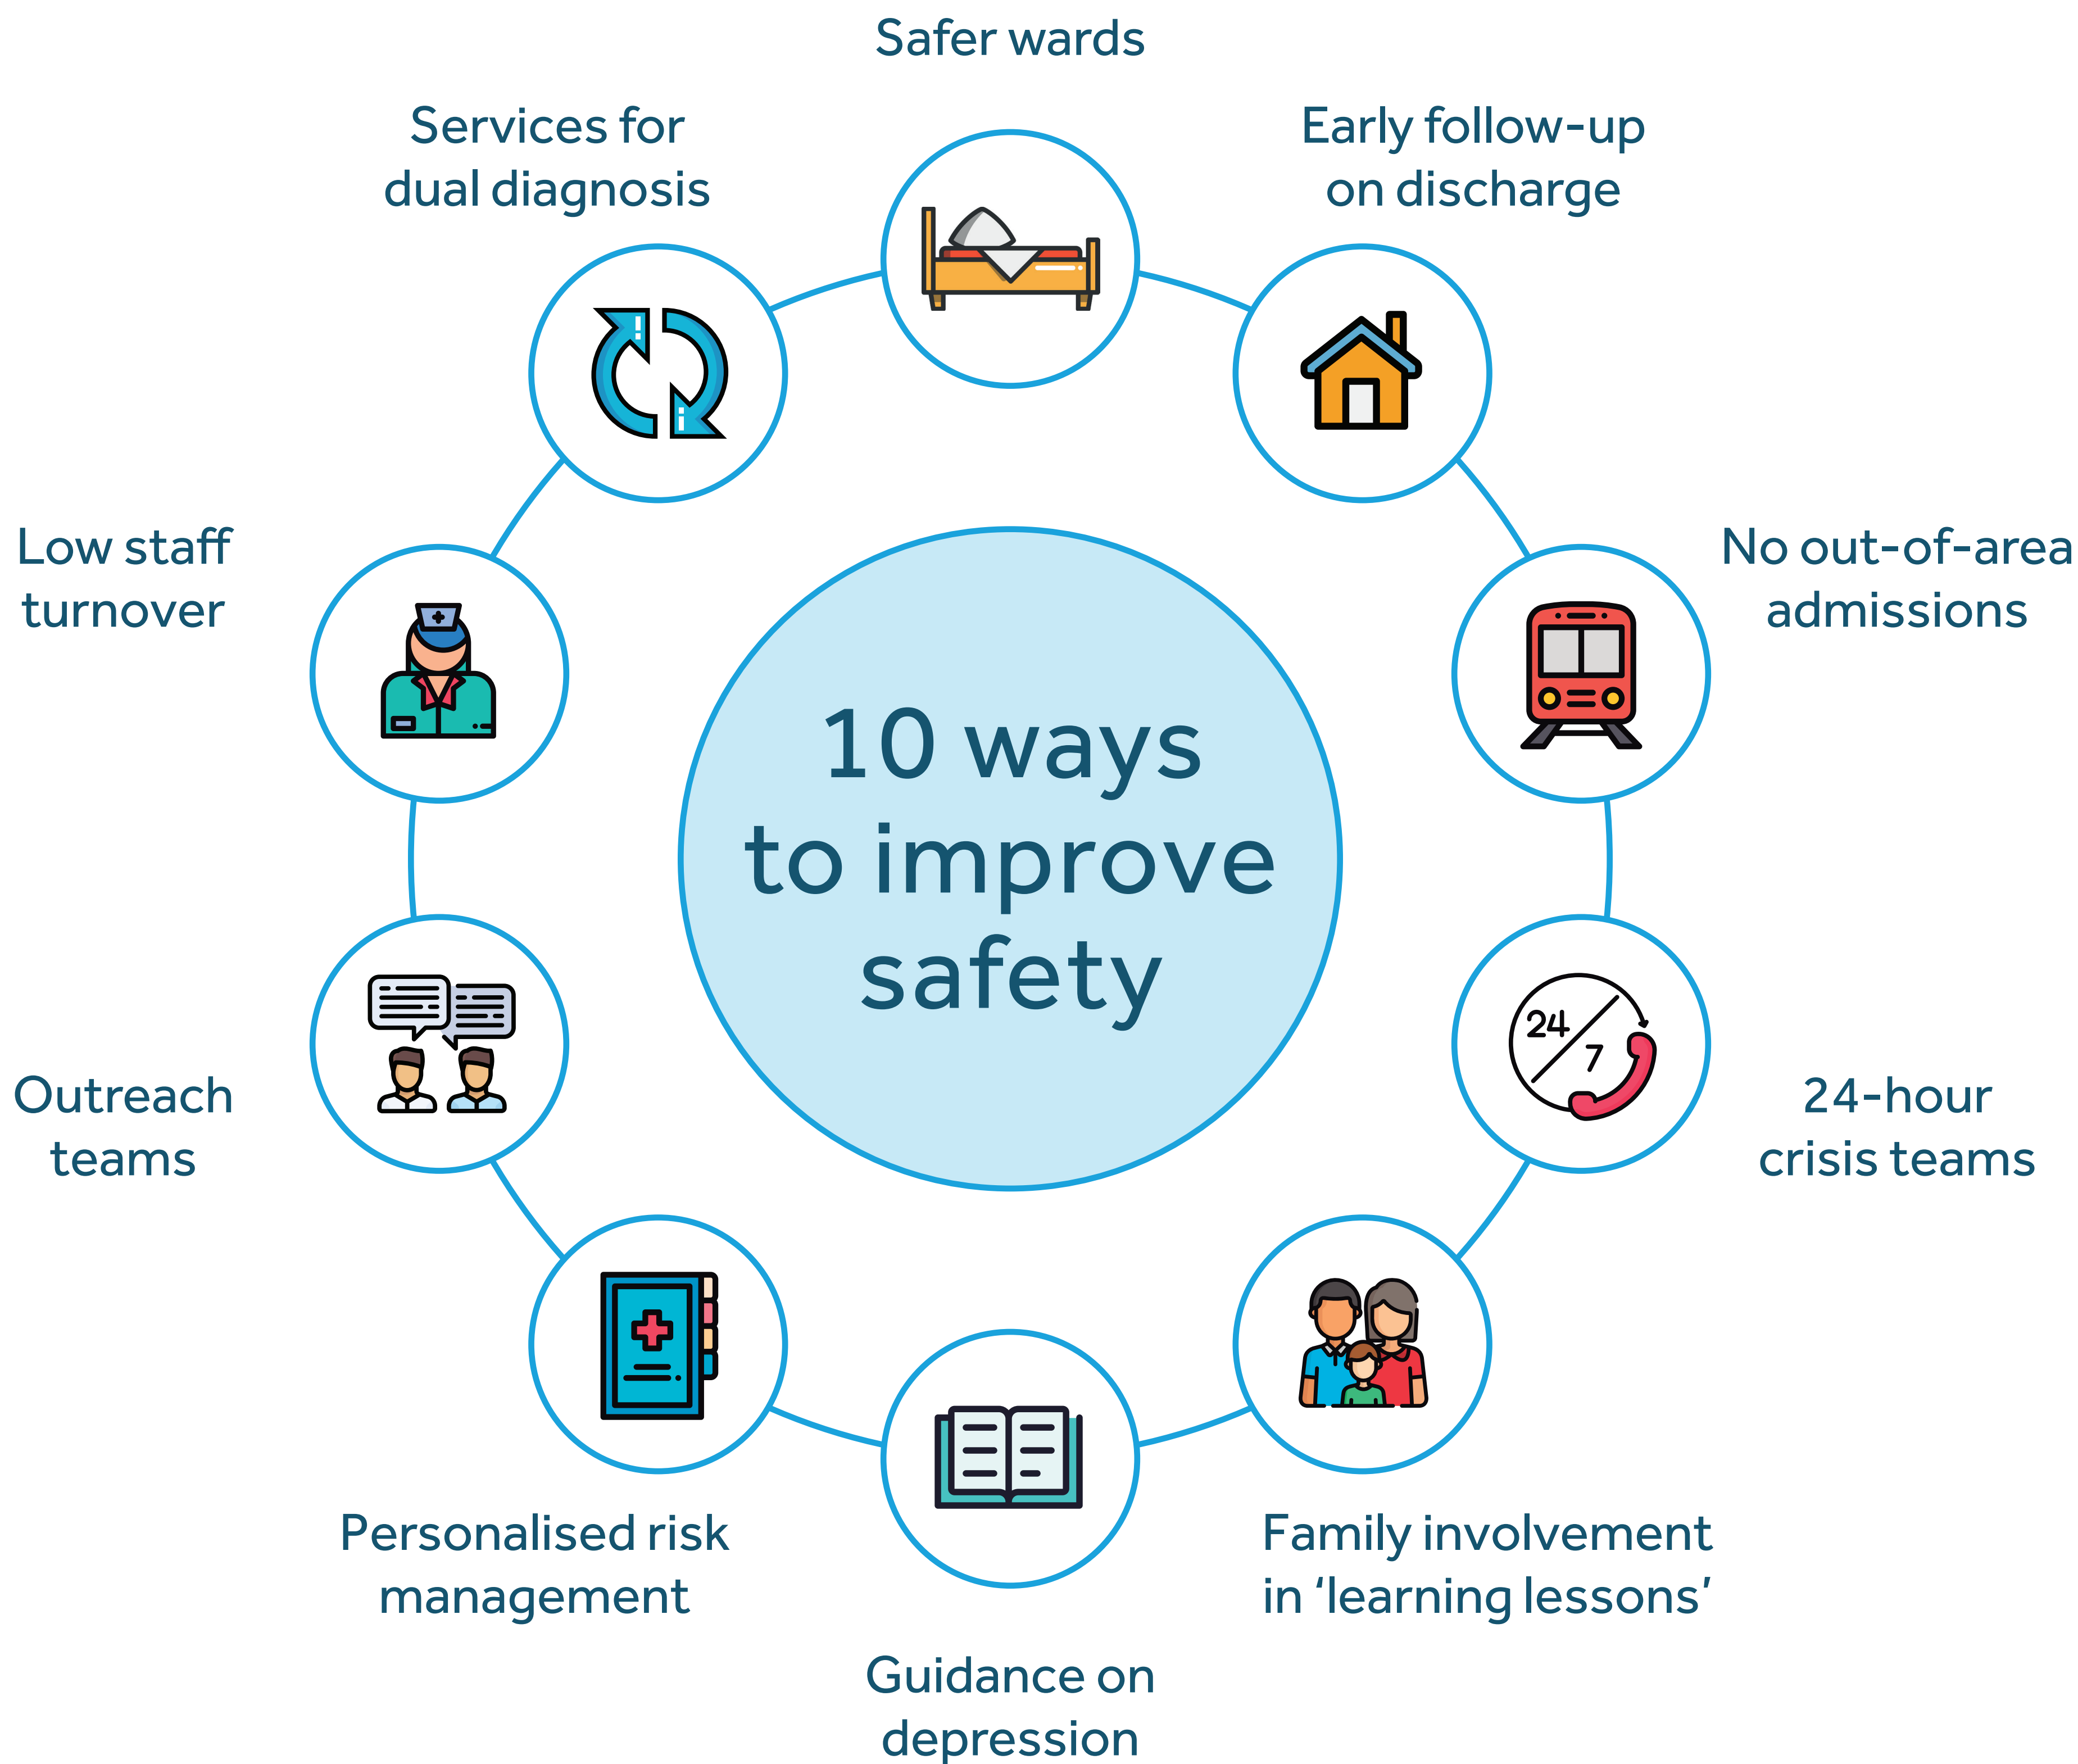 Safer wards
Services for
dual diagnosis
Early follow-up
on discharge
Low staff
turnover
No out-of-area
admissions
10 ways
to improve
safety
24
7
Outreach
teams
24-hour
crisis teams
Personalised risk
management
Family involvement
in ‘learning lessons’
Guidance on
depression